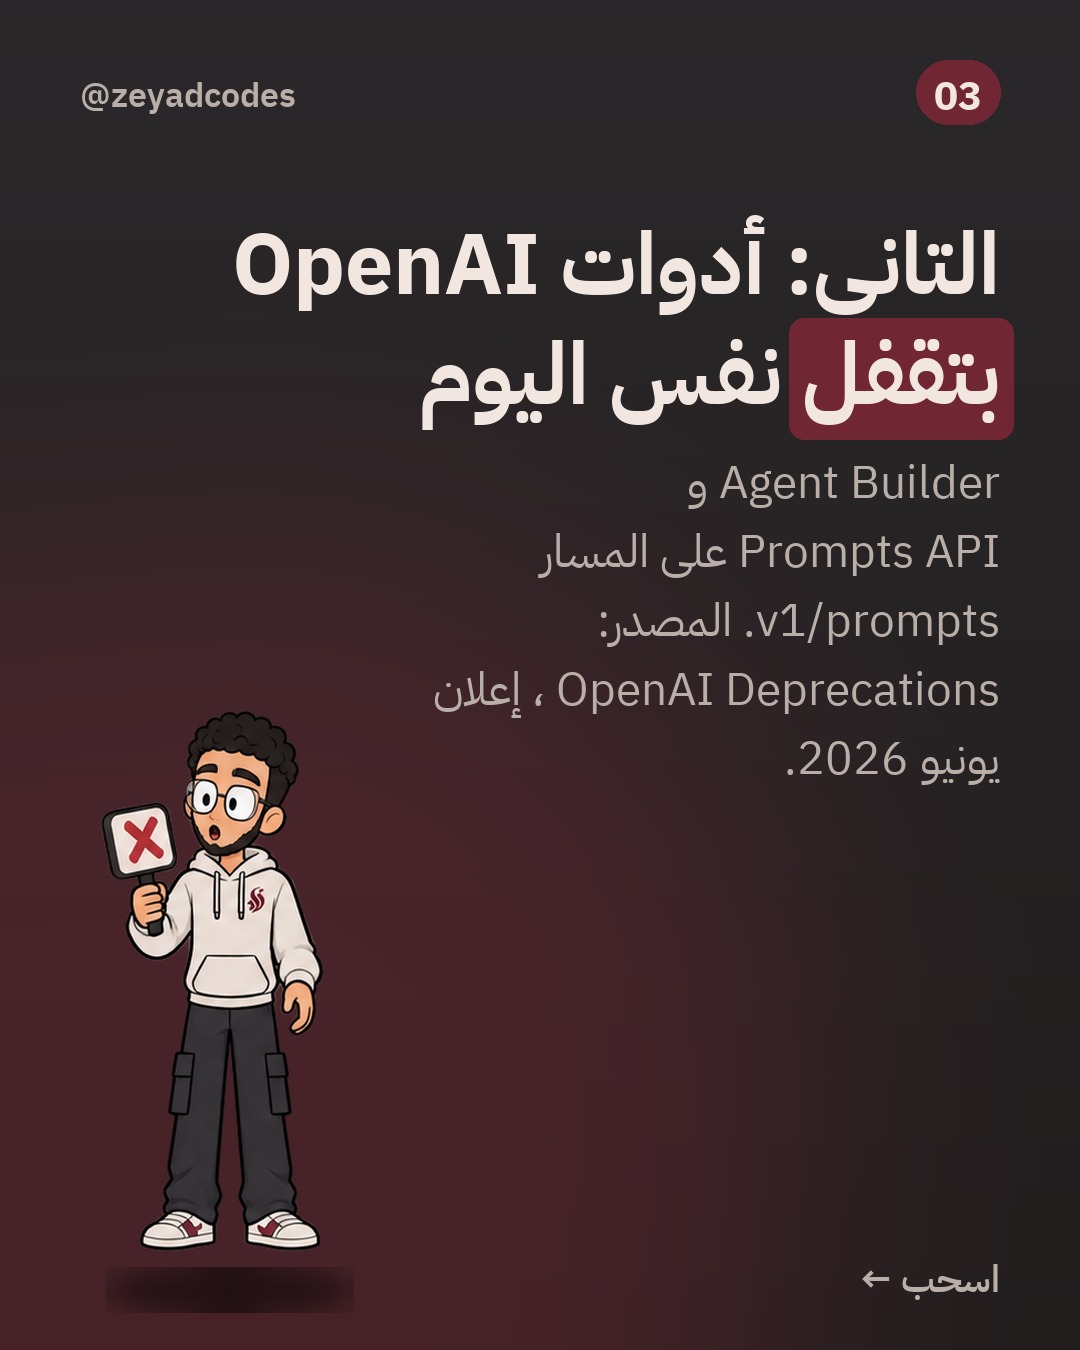 @zeyadcodes
03
التاني: أدوات OpenAI
بتقفل نفس اليوم
Agent Builder و
Prompts API على المسار
v1/prompts. المصدر:
OpenAI Deprecations ، إعلان
يونيو 2026.
اسحب ←